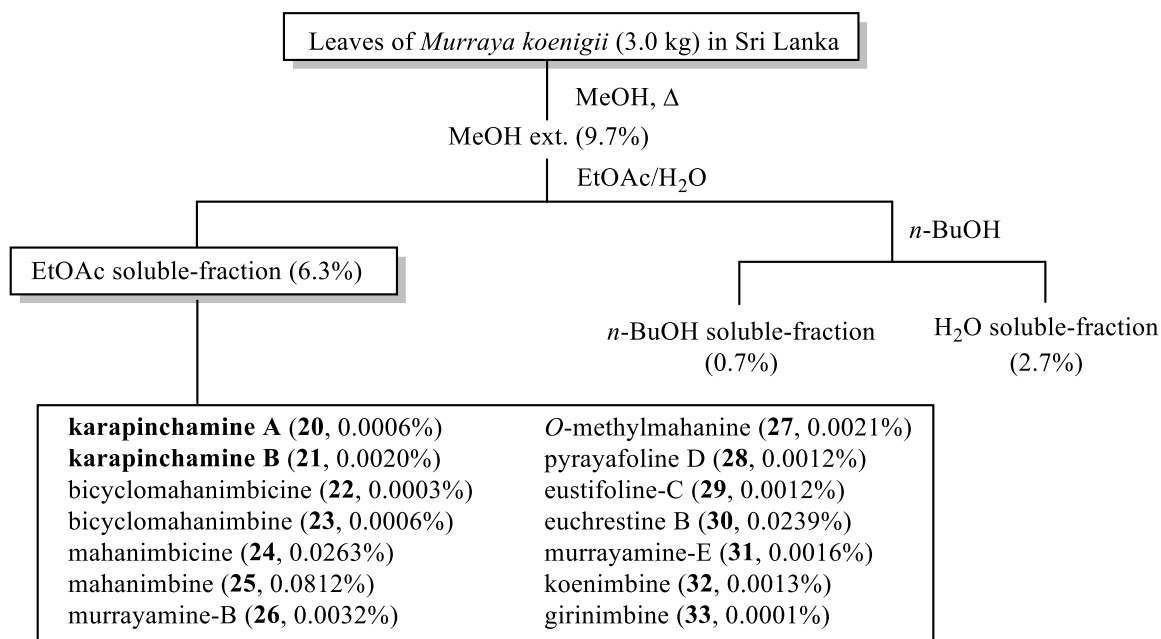 Leaves of Murraya koenigii (3.0 kg) in Sri Lanka
MeOH, Δ
MeOH ext. (9.7%)
EtOAc/H₂O
n-BuOH
EtOAc soluble-fraction (6.3%)
n-BuOH soluble-fraction
(0.7%)
H₂O soluble-fraction
(2.7%)
karapinchamine A (20, 0.0006%)
karapinchamine B (21, 0.0020%)
bicyclomahanimbicine (22, 0.0003%)
bicyclomahanimbine (23, 0.0006%)
mahanimbicine (24, 0.0263%)
mahanimbine (25, 0.0812%)
murrayamine-B (26, 0.0032%)
O-methylmahanine (27, 0.0021%)
pyrayafoline D (28, 0.0012%)
eustifoline-C (29, 0.0012%)
euchrestine B (30, 0.0239%)
murrayamine-E (31, 0.0016%)
koenimbine (32, 0.0013%)
girinimbine (33, 0.0001%)